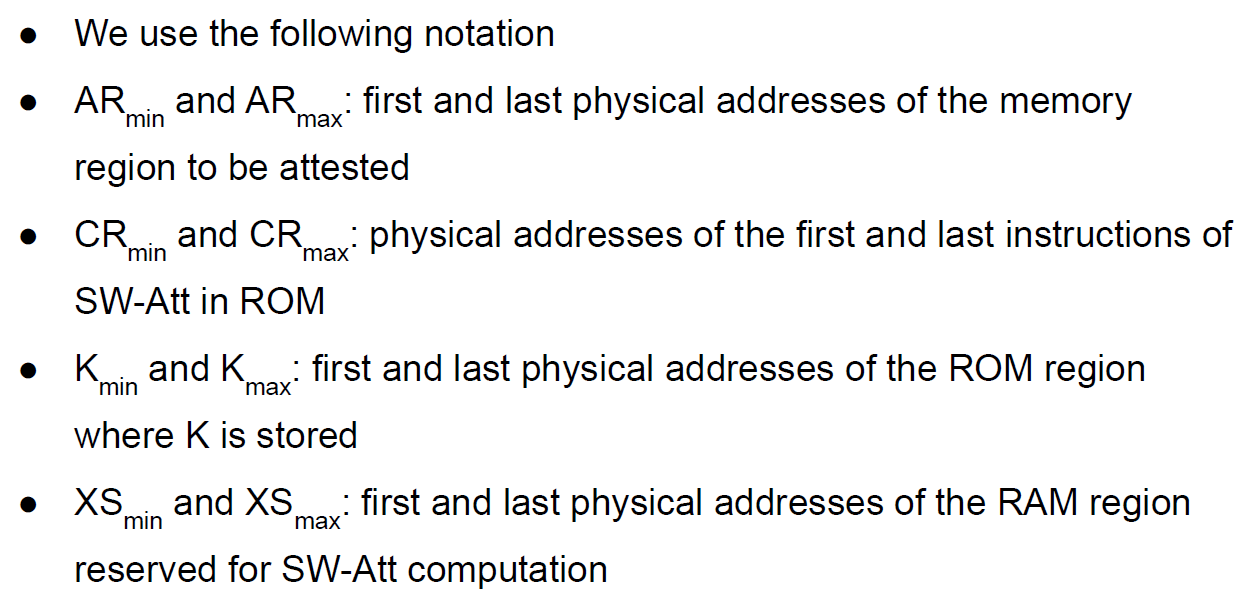 ● We use the following notation
● ARmin and ARmax: first and last physical addresses of the memory
region to be attested
● CRmin and CRmax: physical addresses of the first and last instructions of
SW-Att in ROM
● Kmin and Kmax: first and last physical addresses of the ROM region
where K is stored
● XSmin and XSmax: first and last physical addresses of the RAM region
reserved for SW-Att computation